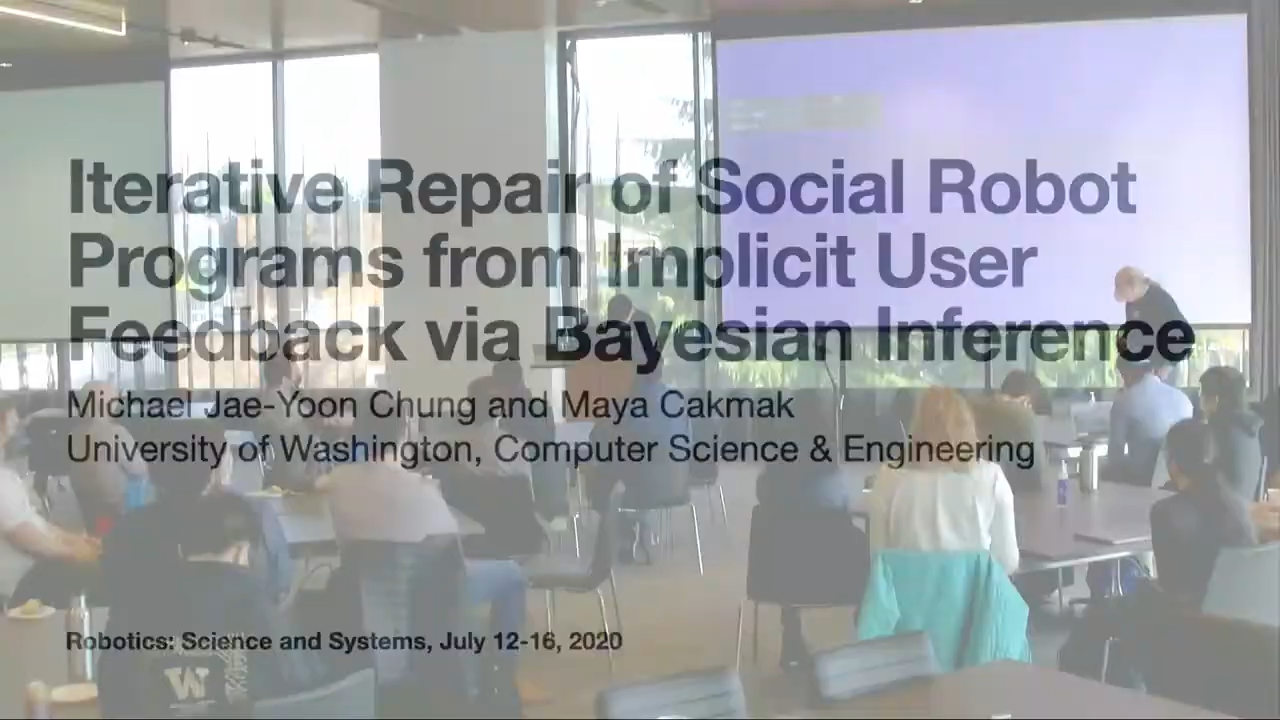 Iterative Repair of Social Robot
Programs from Implicit User
Feedback via Bayesian Inference
Michael Jae-Yoon Chung and Maya Cakmak
University of Washington, Computer Science & Engineering
Robotics: Science and Systems, July 12-16, 2020
W